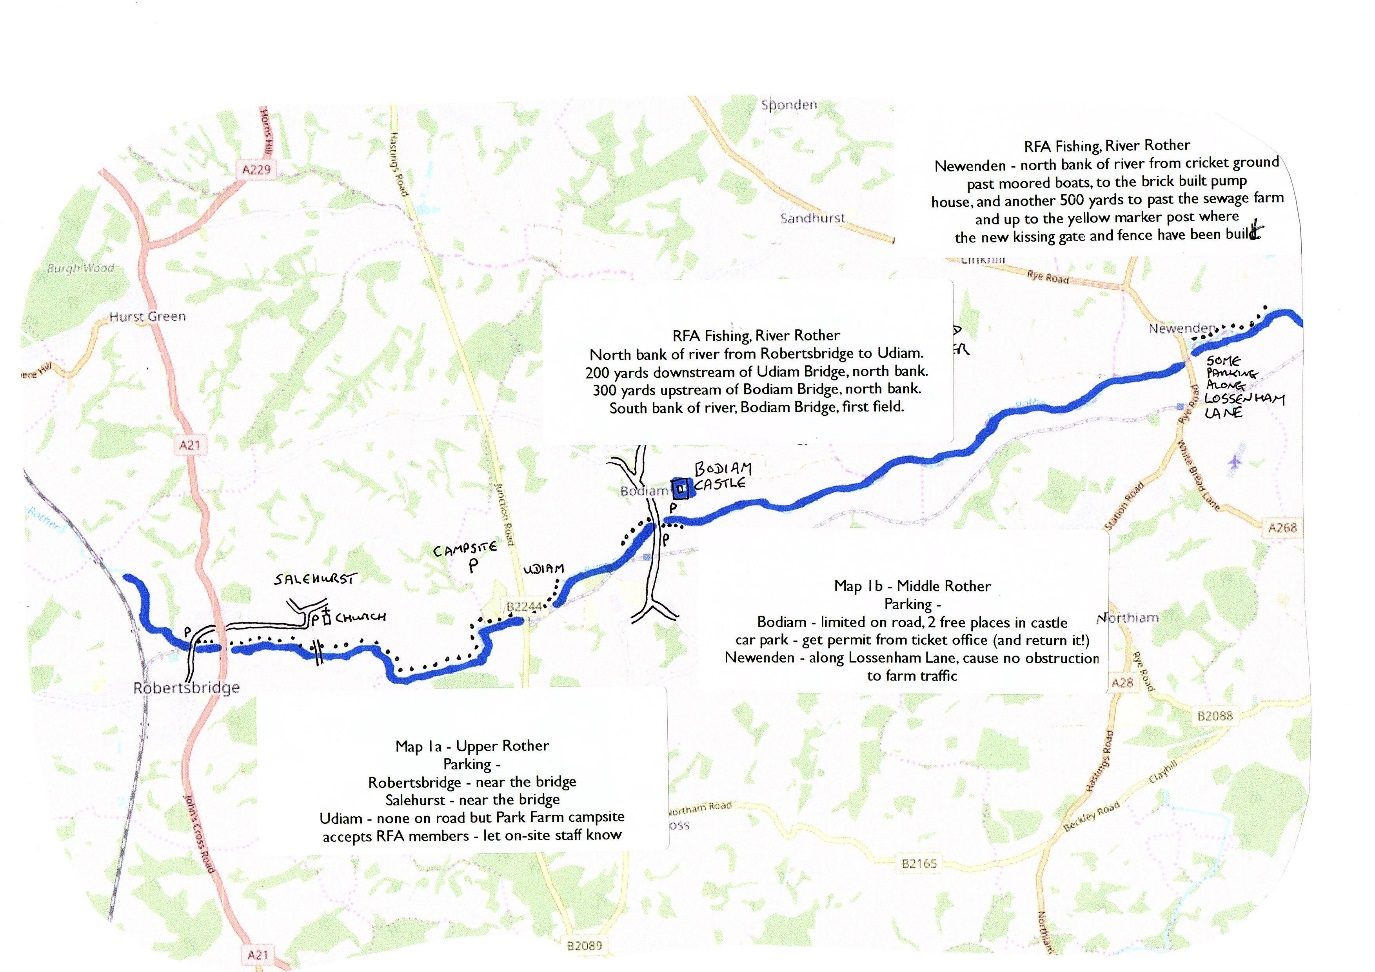 Sponden
Horns Hill
Hastings Road
A229
RFA Fishing, River Rother
Newenden - north bank of river from cricket ground
past moored boats, to the brick built pump
house, and another 500 yards to past the sewage farm
and up to the yellow marker post where
the new kissing gate and fence have been built
Sandhurst
Burgh Wood
Rye Road
Hurst Green
Newenden
RFA Fishing, River Rother
North bank of river from Robertsbridge to Udiam.
200 yards downstream of Udiam Bridge, north bank.
300 yards upstream of Bodiam Bridge, north bank.
South bank of river, Bodiam Bridge, first field.
SOME
PARKING
ALONG
LOSSENHAM
LANE
Rye Road
A21
BODIAM
CASTLE
Bodiam
P
P
White Bread Lane
Station Road
A268
Junction Road
Rother
CAMPSITE
P
UDIAM
B2244
SALEHURST
P CHURCH
P
Robertsbridge
Map 1b - Middle Rother
Parking -
Bodiam - limited on road, 2 free places in castle
car park - get permit from ticket office (and return it!)
Newenden - along Lossenham Lane, cause no obstruction
to farm traffic
Northiam
Rye Road
A28
B2088
Map 1a - Upper Rother
Parking -
Robertsbridge - near the bridge
Salehurst - near the bridge
Udiam - none on road but Park Farm campsite
accepts RFA members - let on-site staff know
Hastings Road
Clayhill
Beckley Road
John's Cross Road
B2165
B2089
A21